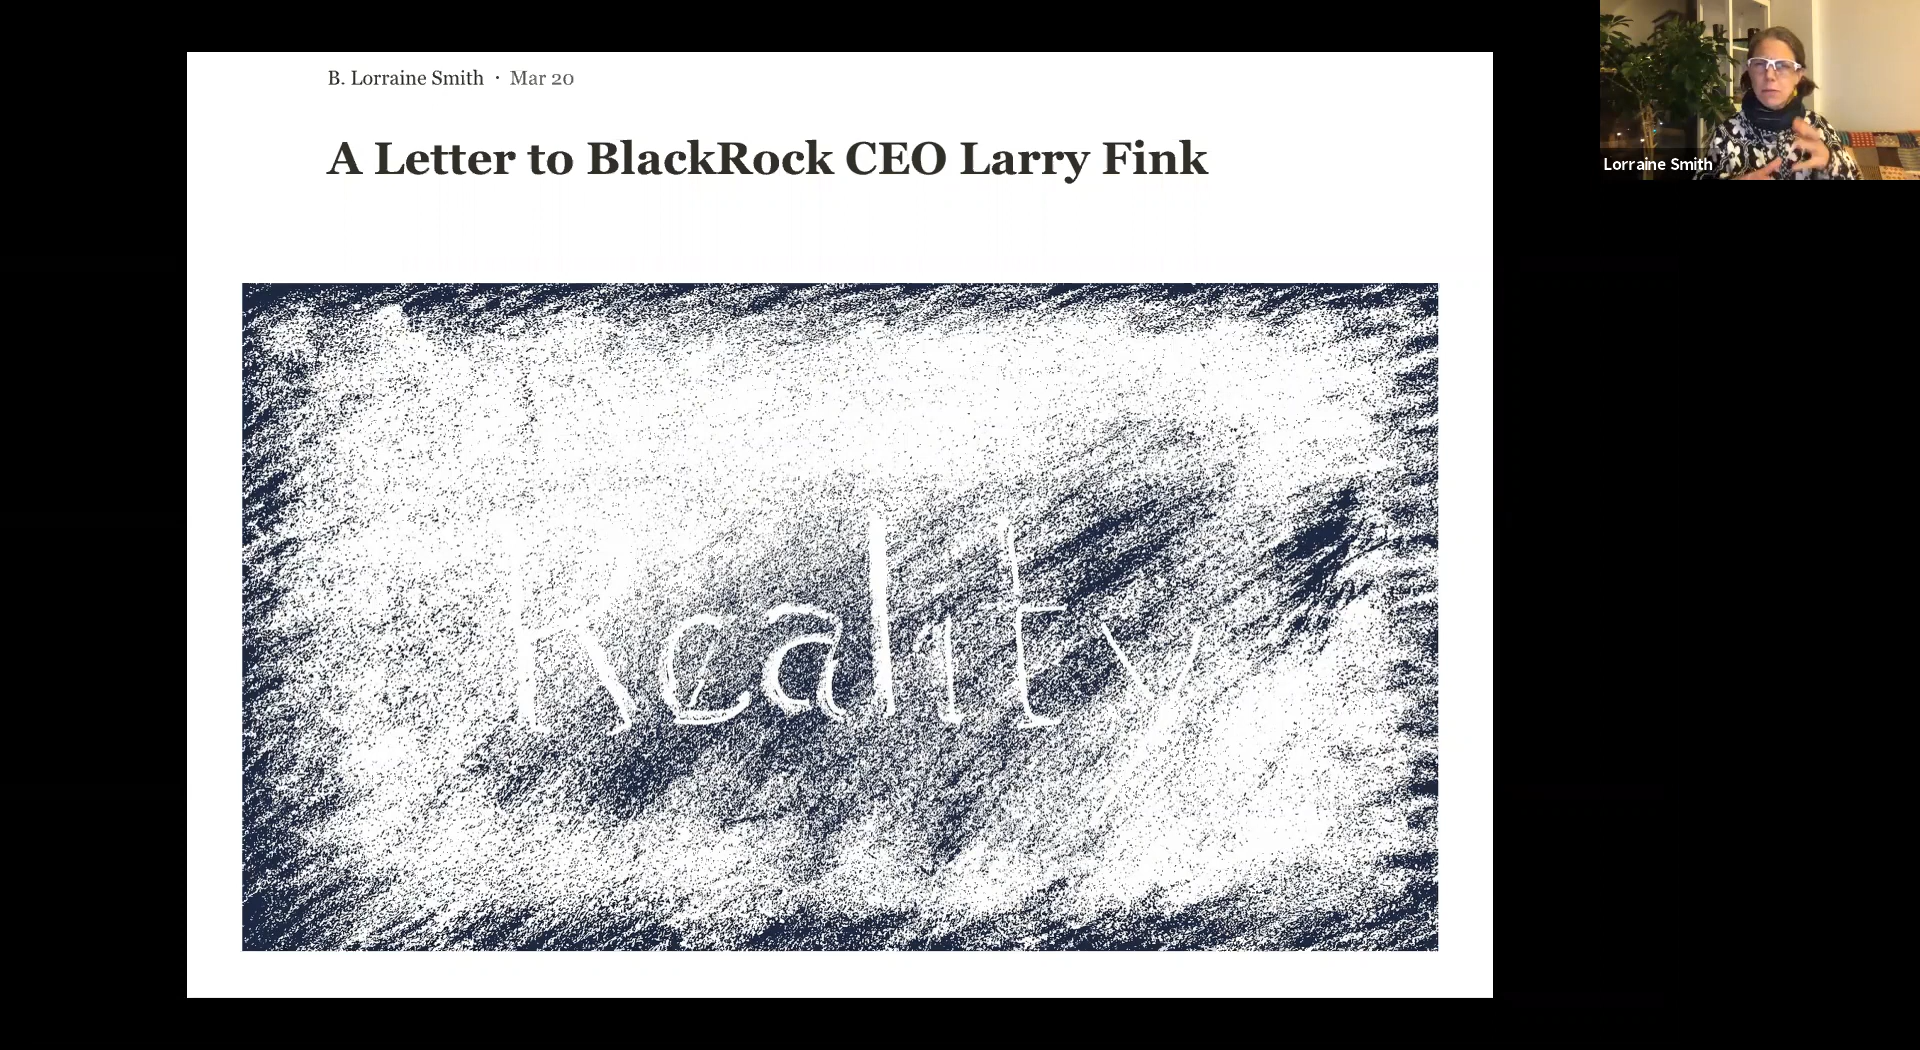 B. Lorraine Smith · Mar 20
A Letter to BlackRock CEO Larry Fink
Reality
Lorraine Smith